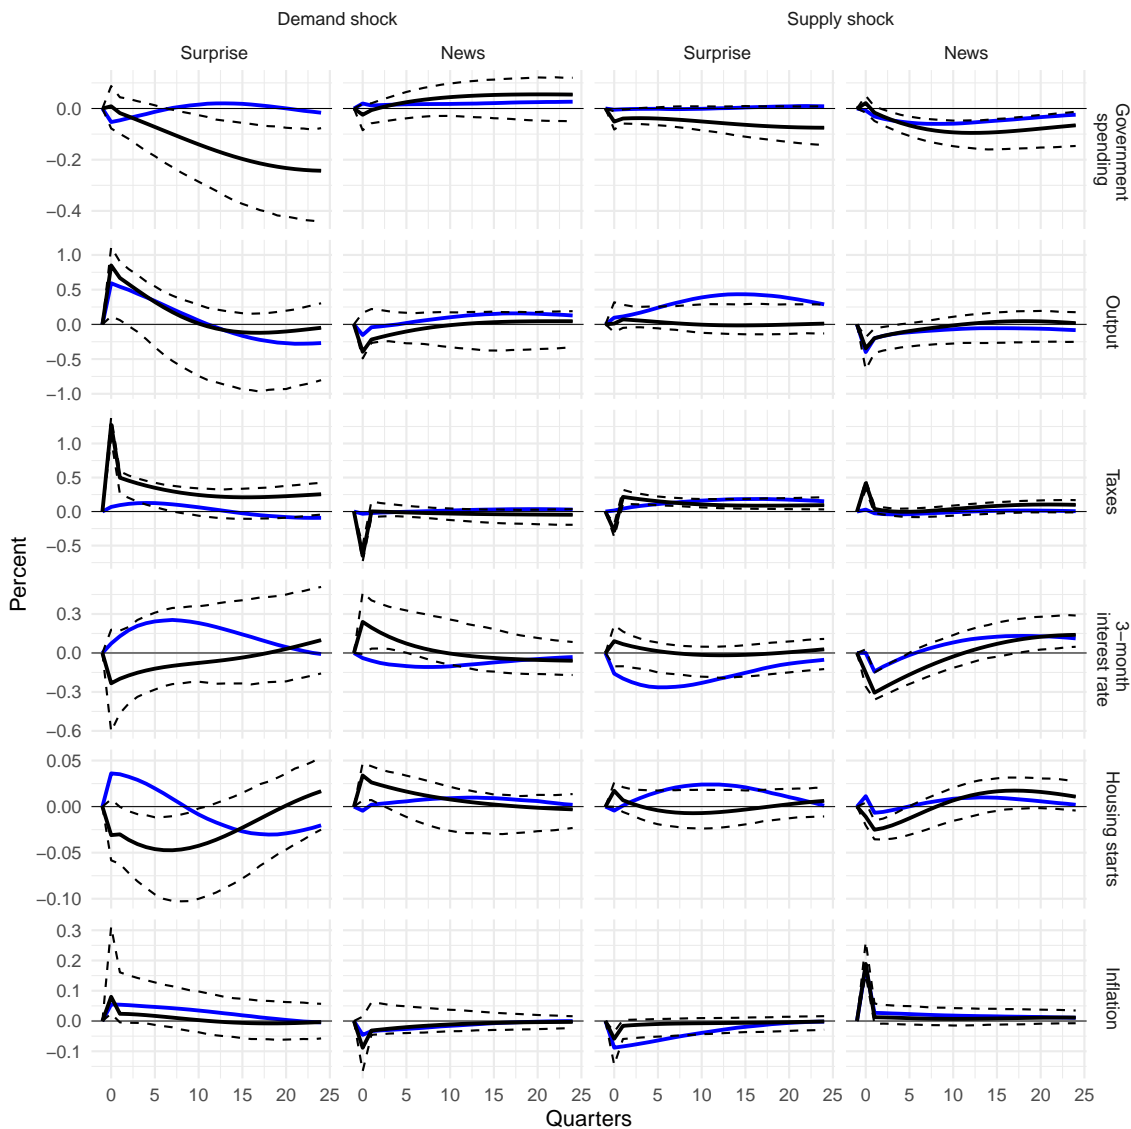 Demand shock Supply shock
Surprise News Surprise News
0.0
−0.2
−0.4
Government
spending
1.0
0.5
0.0
−0.5
−1.0
Output
1.0
0.5
0.0
−0.5
Taxes
0.3
0.0
−0.3
−0.6
3−month
interest rate
0.05
0.00
−0.05
−0.10
Housing starts
0.3
0.2
0.1
0.0
−0.1
Inflation
Percent
0 5 10 15 20 25 0 5 10 15 20 25 0 5 10 15 20 25 0 5 10 15 20 25
Quarters